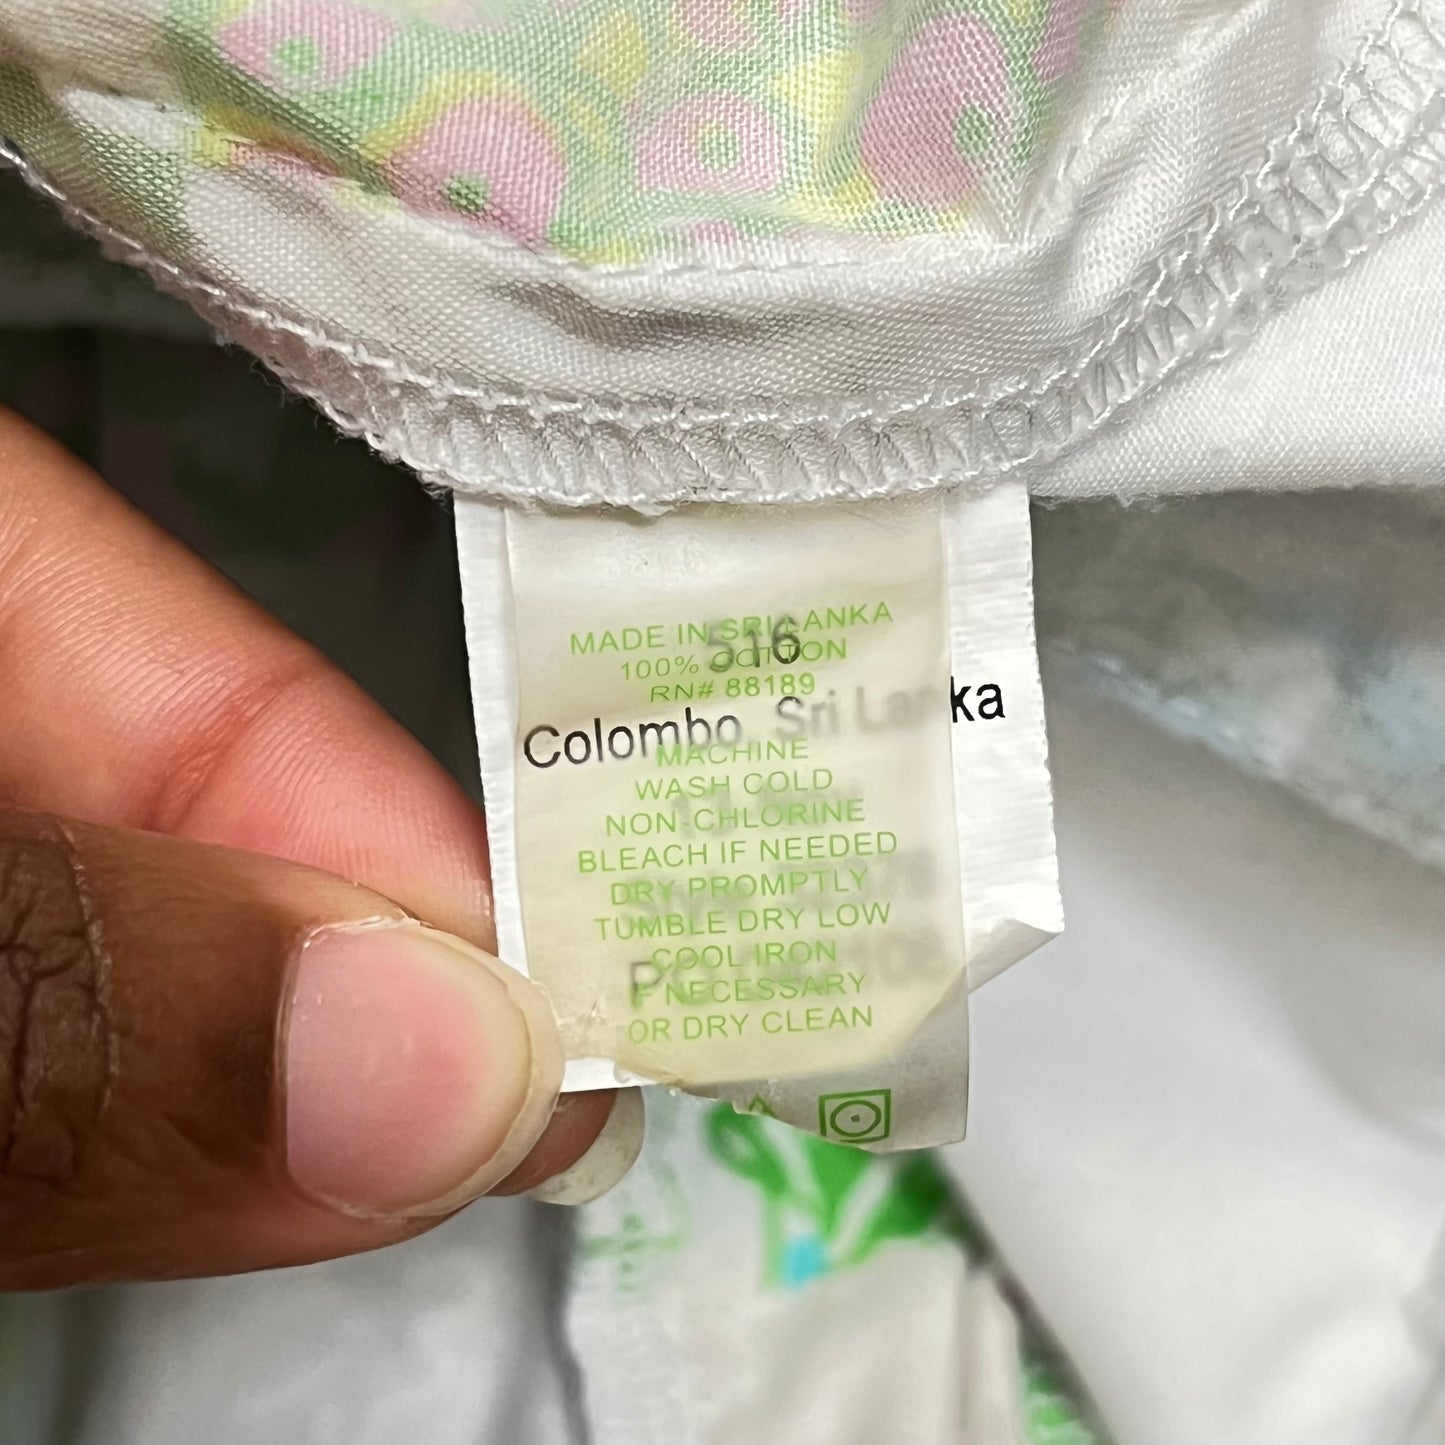 MADE IN SRI LANKA
516
100% COTTON
RN# 88189
Colombo Sri Lanka
MACHINE
WASH COLD
NON-CHLORINE
BLEACH IF NEEDED
DRY PROMPTLY
TUMBLE DRY LOW
COOL IRON
IF NECESSARY
OR DRY CLEAN